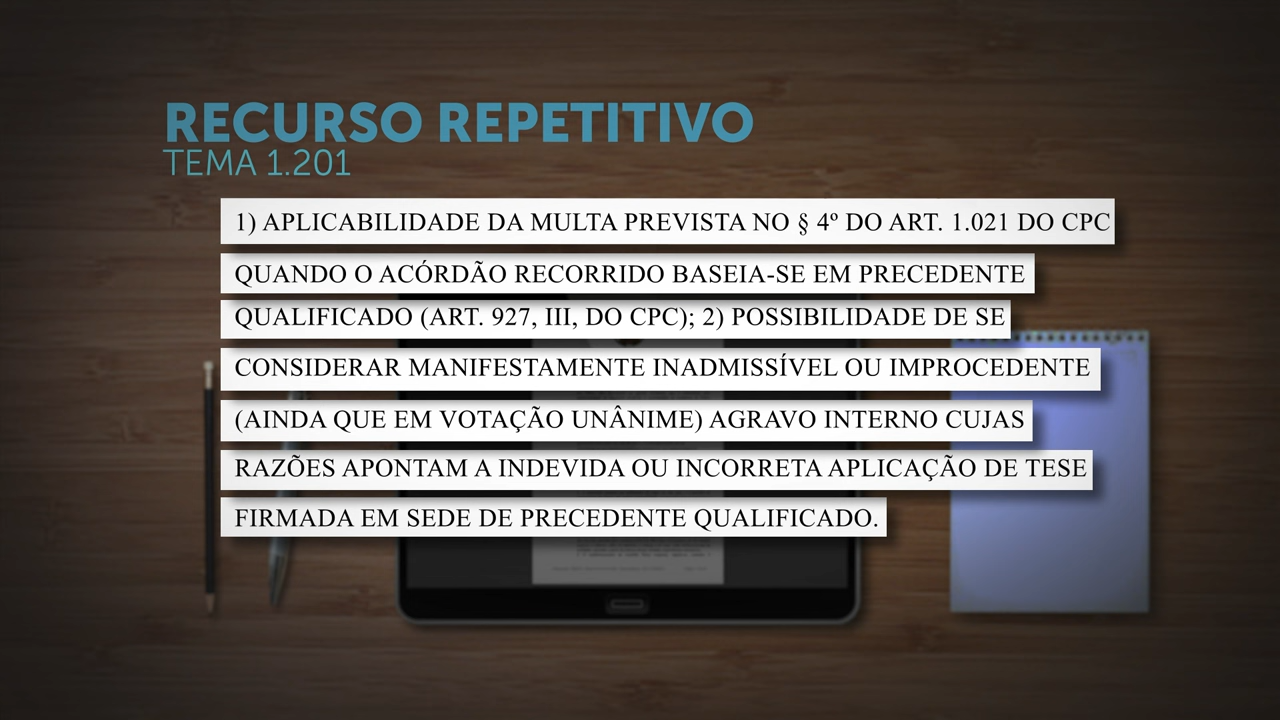 RECURSO REPETITIVO
TEMA 1.201
1) APLICABILIDADE DA MULTA PREVISTA NO § 4º DO ART. 1.021 DO CPC
QUANDO O ACÓRDÃO RECORRIDO BASEIA-SE EM PRECEDENTE
QUALIFICADO (ART. 927, III, DO CPC); 2) POSSIBILIDADE DE SE
CONSIDERAR MANIFESTAMENTE INADMISSÍVEL OU IMPROCEDENTE
(AINDA QUE EM VOTAÇÃO UNÂNIME) AGRAVO INTERNO CUJAS
RAZÕES APONTAM A INDEVIDA OU INCORRETA APLICAÇÃO DE TESE
FIRMADA EM SEDE DE PRECEDENTE QUALIFICADO.